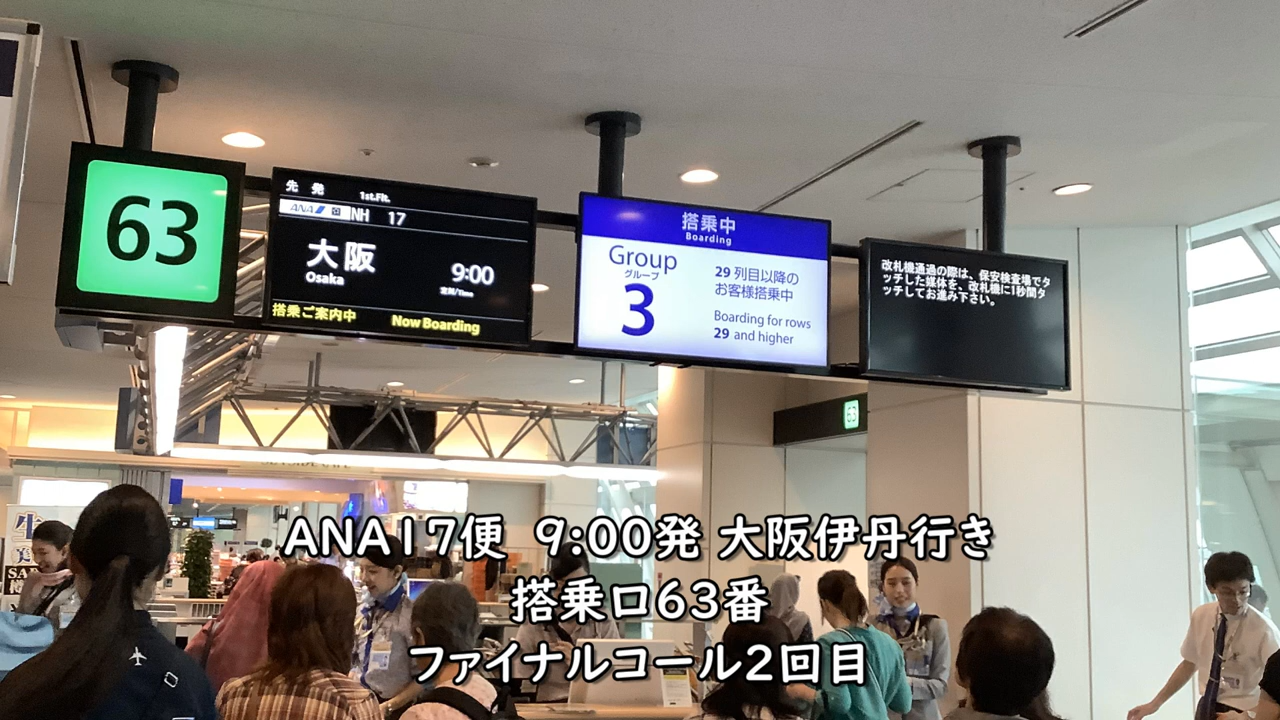 63
先発
1st.Flt.
ANA NH 17
大阪
Osaka
9:00
定刻/Time
搭乗ご案内中 Now Boarding
搭乗中
Boarding
Group
グループ
3
29 列目以降の
お客様搭乗中
Boarding for rows
29 and higher
改札機通過の際は、保安検査場でタ
ッチした媒体を、改札機に1秒間タ
ッチしてお進み下さい。
63
ANA17便 9:00発 大阪伊丹行き
搭乗口63番
ファイナルコール2回目